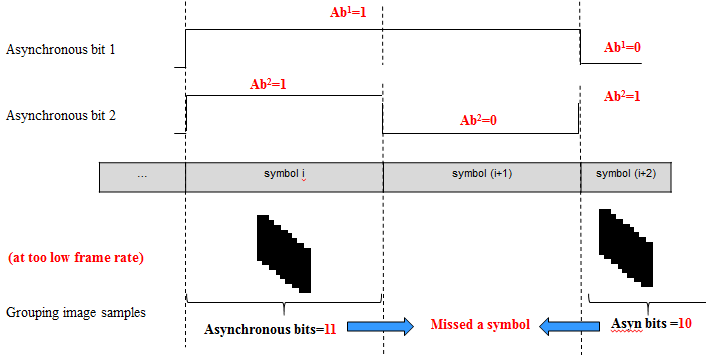 Ab¹=1
Asynchronous bit 1
Ab¹=0
Ab²=1
Ab²=1
Asynchronous bit 2
Ab²=0
... symbol i symbol (i+1) symbol (i+2)
(at too low frame rate)
Grouping image samples
Asynchronous bits=11 Missed a symbol Asyn bits =10